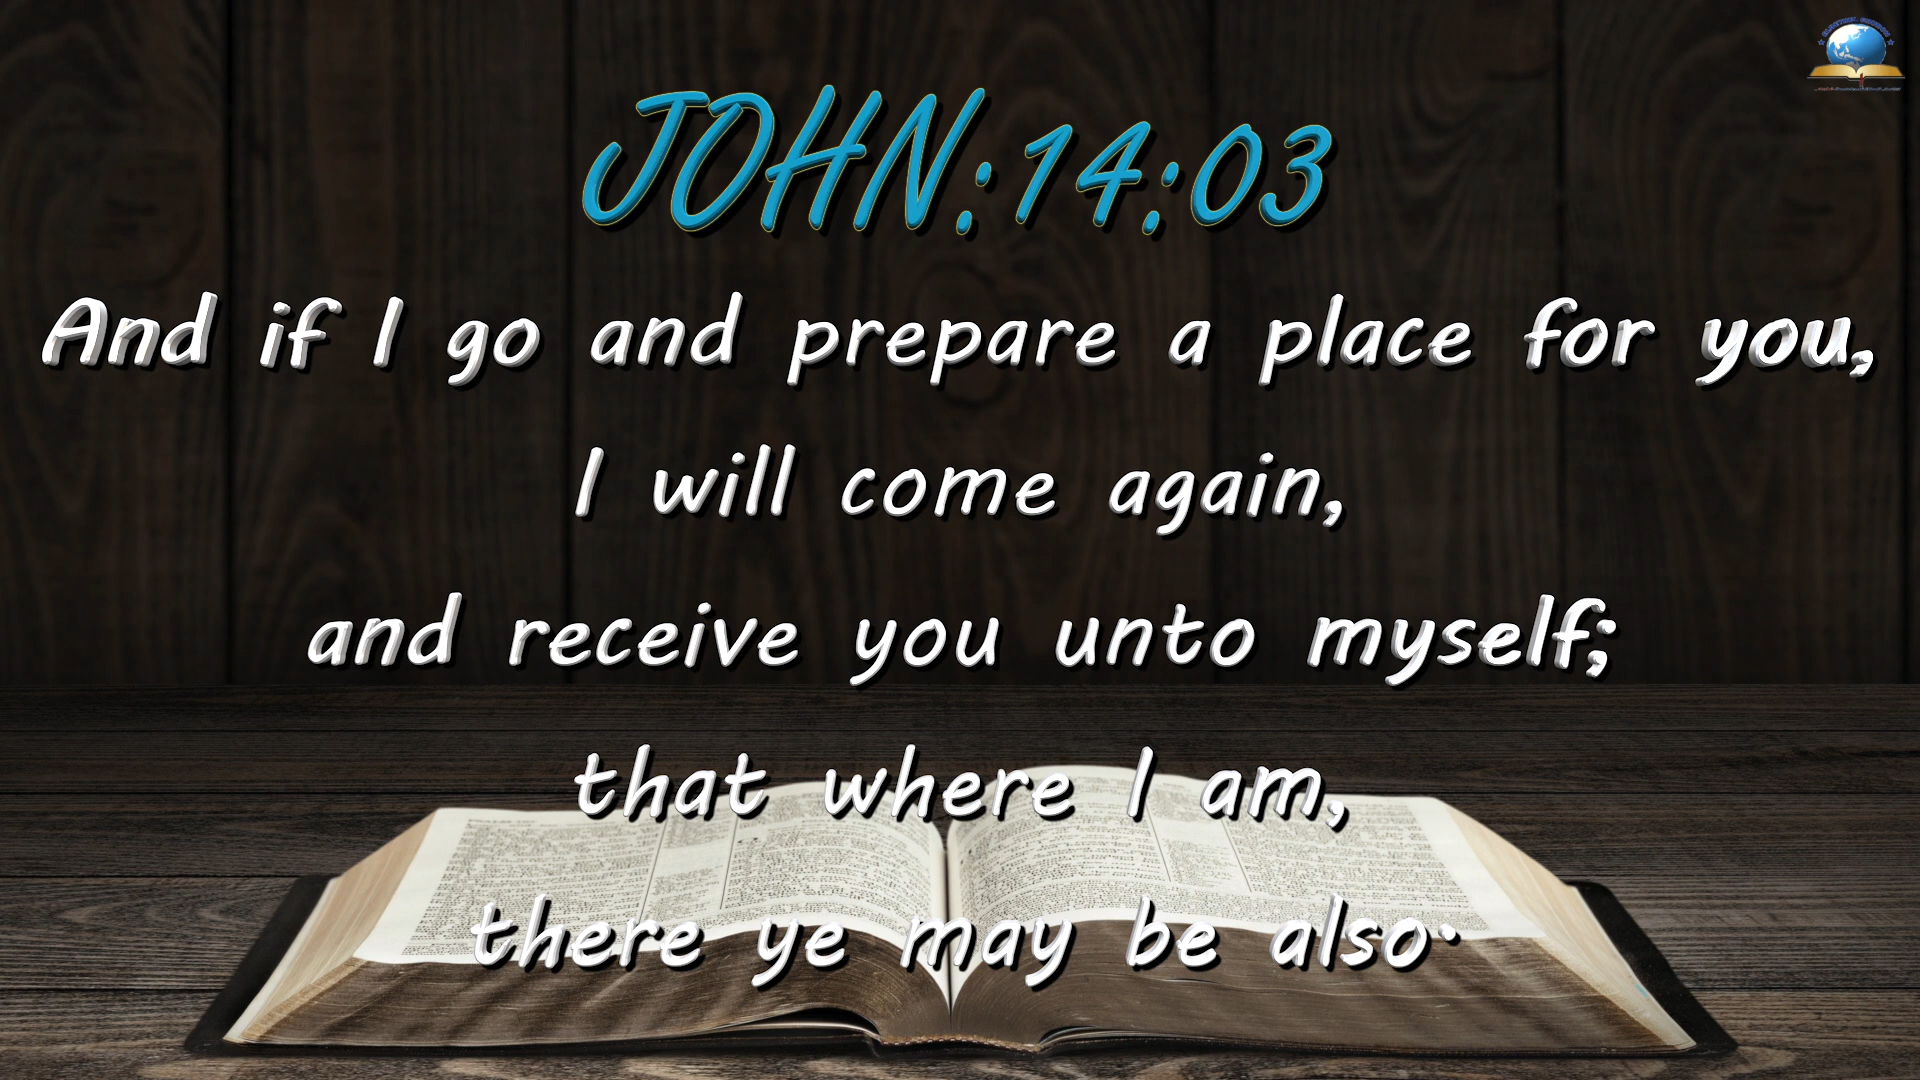 JOHN:14:03
And if I go and prepare a place for you,
I will come again,
and receive you unto myself;
that where I am,
there ye may be also·